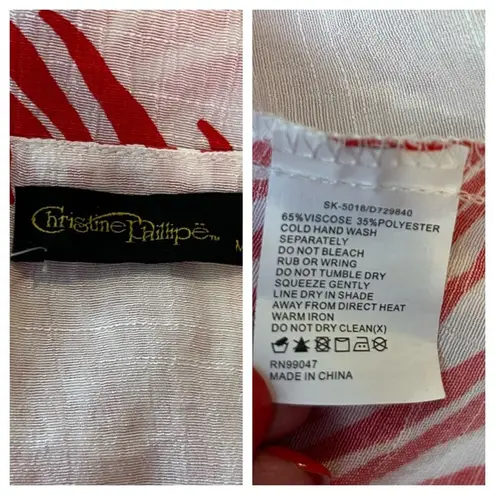 Christine Phillipë™
M
SK-5016/D729840
65%VISCOSE 35%POLYESTER
COLD HAND WASH
SEPARATELY
DO NOT BLEACH
RUB OR WRING
DO NOT TUMBLE DRY
SQUEEZE GENTLY
LINE DRY IN SHADE
AWAY FROM DIRECT HEAT
WARM IRON
DO NOT DRY CLEAN(X)
RN99047
MADE IN CHINA